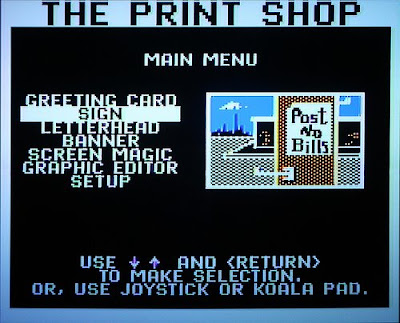 THE PRINT SHOP
MAIN MENU
GREETING CARD
SIGN
LETTERHEAD
BANNER
SCREEN MAGIC
GRAPHIC EDITOR
SETUP
Post
No
Bills
USE ↓ ↑ AND <RETURN>
TO MAKE SELECTION.
OR, USE JOYSTICK OR KOALA PAD.